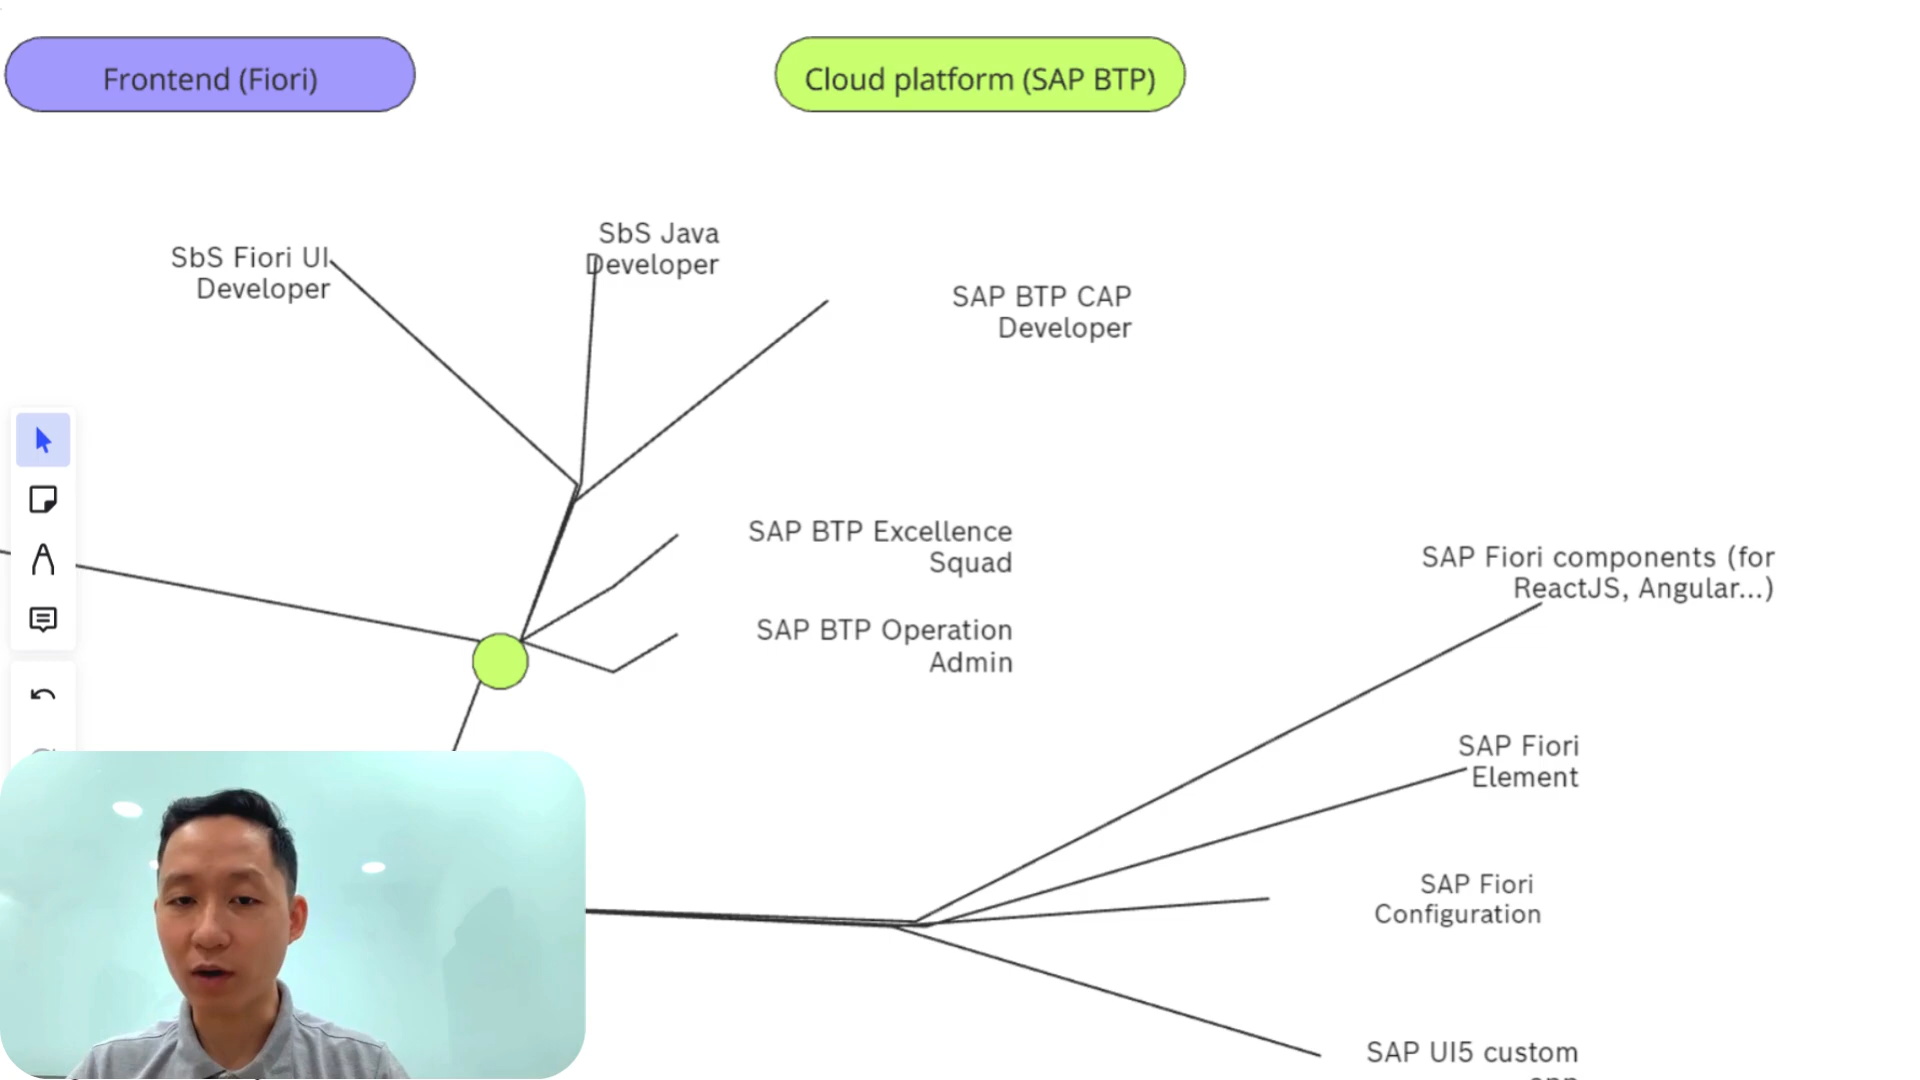 Frontend (Fiori)
Cloud platform (SAP BTP)
SbS Java
Developer
SbS Fiori UI
Developer
SAP BTP CAP
Developer
SAP BTP Excellence
Squad
SAP Fiori components (for
ReactJS, Angular...)
SAP BTP Operation
Admin
SAP Fiori
Element
SAP Fiori
Configuration
SAP UI5 custom